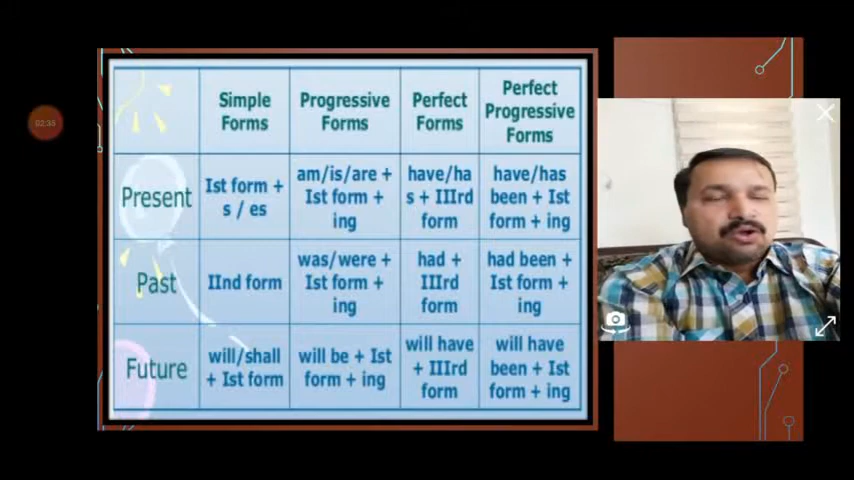 02:35
Simple
Forms
Progressive
Forms
Perfect
Forms
Perfect
Progressive
Forms
Present
Ist form +
s / es
am/is/are +
Ist form +
ing
have/ha
s + IIIrd
form
have/has
been + Ist
form + ing
Past
IInd form
was/were +
Ist form +
ing
had +
IIIrd
form
had been +
Ist form +
ing
Future
will/shall
+ Ist form
will be + Ist
form + ing
will have
+ IIIrd
form
will have
been + Ist
form + ing